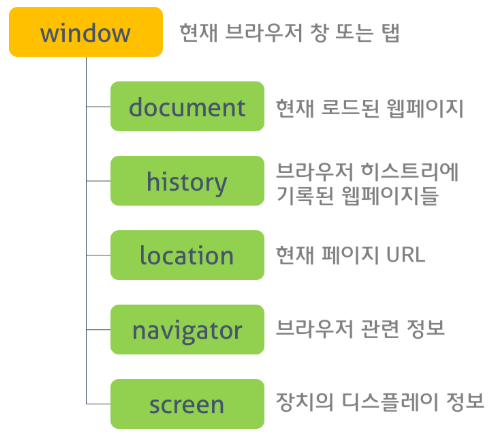 window 현재 브라우저 창 또는 탭
document 현재 로드된 웹페이지
history 브라우저 히스트리에
기록된 웹페이지들
location 현재 페이지 URL
navigator 브라우저 관련 정보
screen 장치의 디스플레이 정보